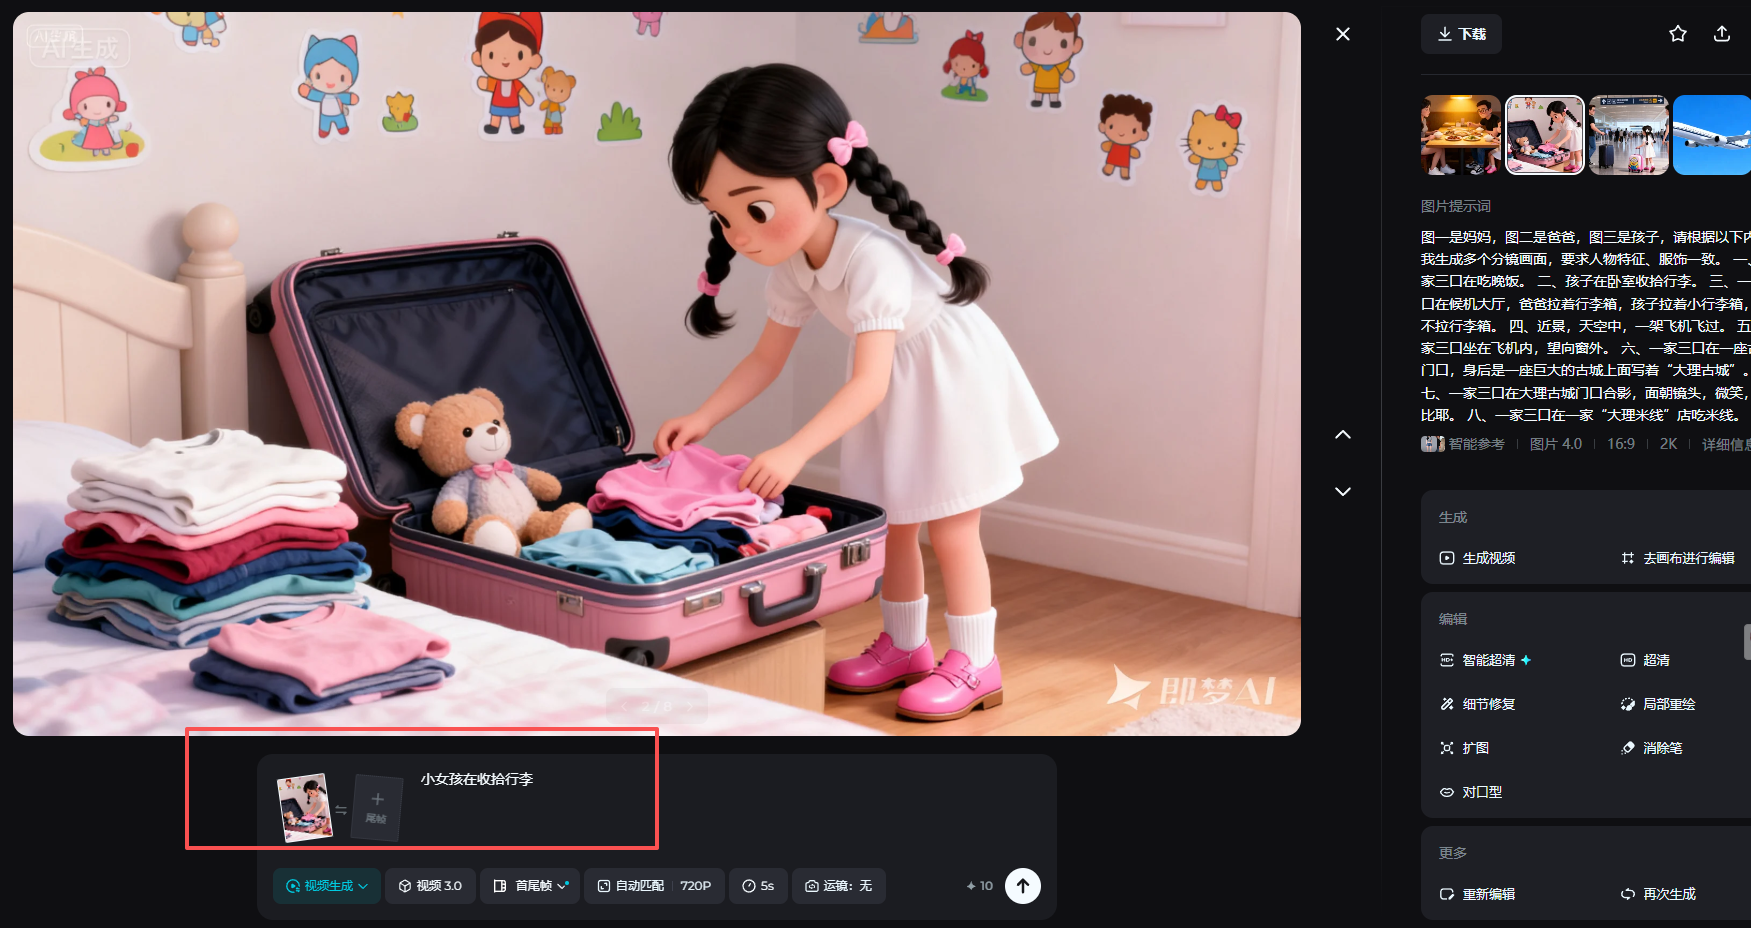 AI生成
下载
图片提示词
图一是妈妈，图二是爸爸，图三是孩子，请根据以下内
我生成多个分镜画面，要求人物特征、服饰一致。 一、
家三口在吃晚饭。 二、孩子在卧室收拾行李。 三、一
口在候机大厅，爸爸拉着行李箱，孩子拉着小行李箱，
不拉行李箱。 四、近景，天空中，一架飞机飞过。 五
家三口坐在飞机内，望向窗外。 六、一家三口在一座古
门口，身后是一座巨大的古城上面写着“大理古城”。
七、一家三口在大理古城门口合影，面朝镜头，微笑，
比耶。 八、一家三口在一家“大理米线”店吃米线。
智能参考 图片 4.0 16:9 2K 详细信息
生成
生成视频 去画布进行编辑
编辑
智能超清 超清
细节修复 局部重绘
扩图 消除笔
对口型
更多
重新编辑 再次生成
即梦AI
2 / 8
小女孩在收拾行李
尾帧
视频生成 视频 3.0 首尾帧 自动匹配 720P 5s 运镜：无 10